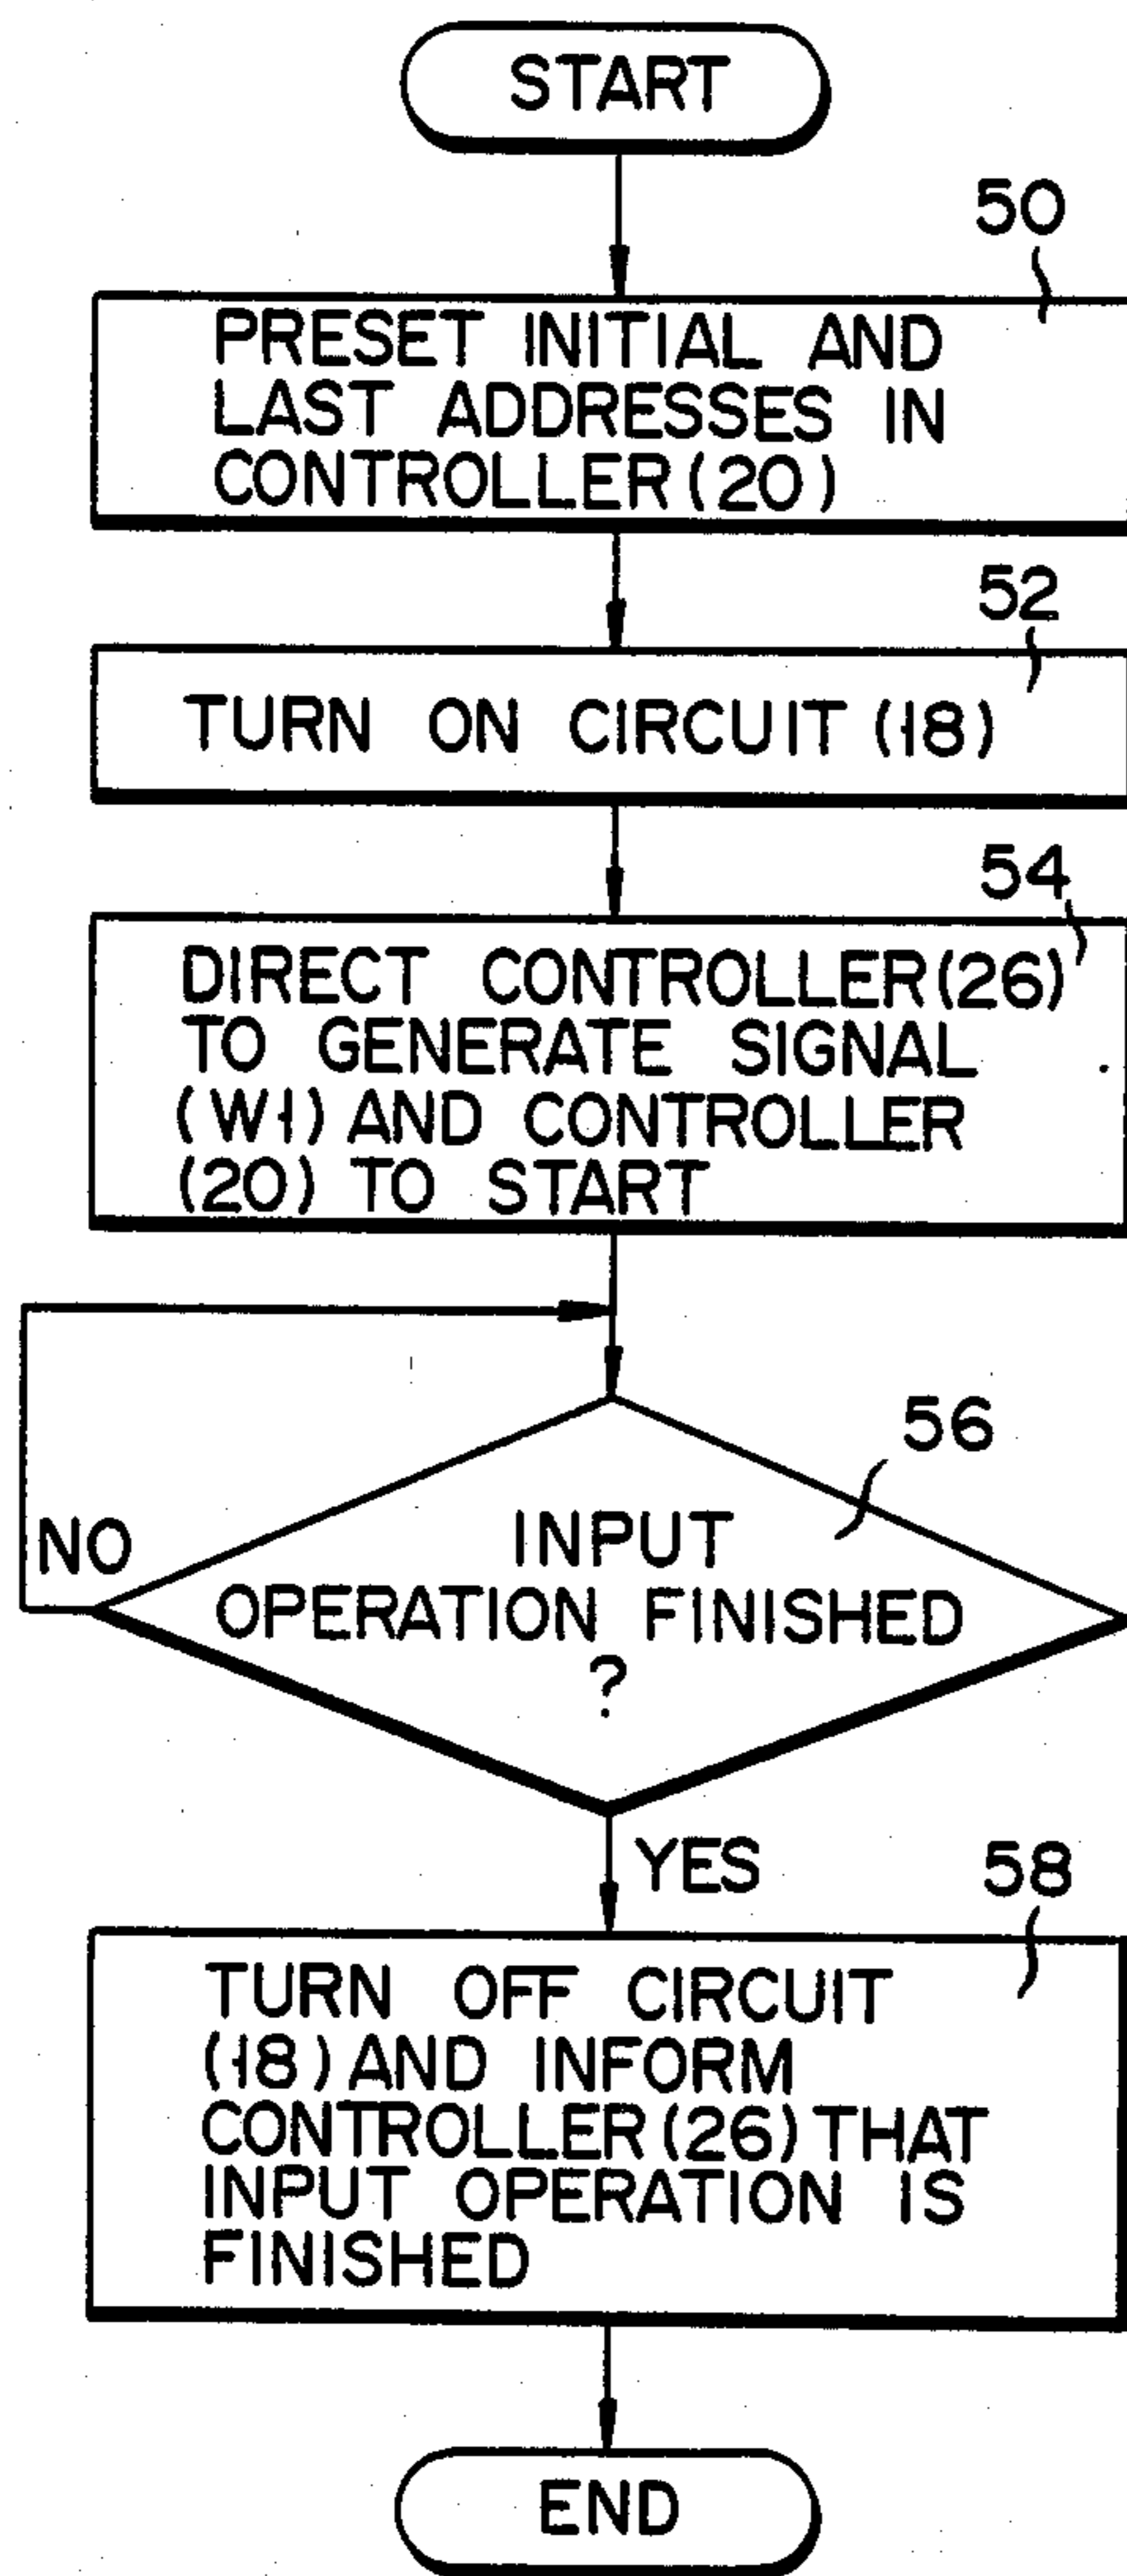 START
50
PRESET INITIAL AND
LAST ADDRESSES IN
CONTROLLER (20)
52
TURN ON CIRCUIT (18)
54
DIRECT CONTROLLER (26)
TO GENERATE SIGNAL
(W1) AND CONTROLLER
(20) TO START
56
NO
INPUT
OPERATION FINISHED
?
YES
58
TURN OFF CIRCUIT
(18) AND INFORM
CONTROLLER (26) THAT
INPUT OPERATION IS
FINISHED
END